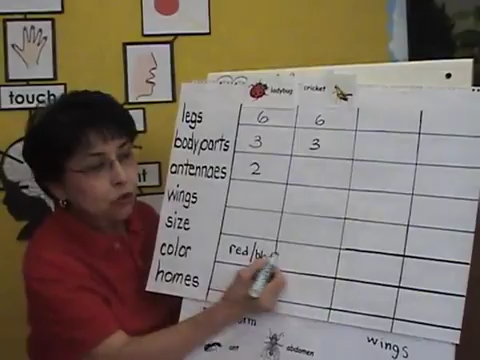 touch
ladybug cricket
legs 6 6
body parts 3 3
antennaes 2
wings
size
color red/bl
homes
ant
abdomen
wings